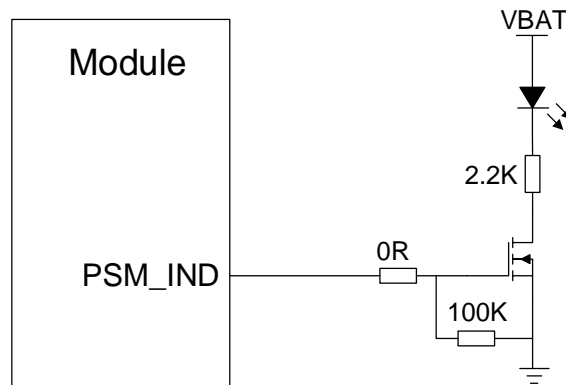 VBAT
Module
2.2K
0R
PSM_IND
100K